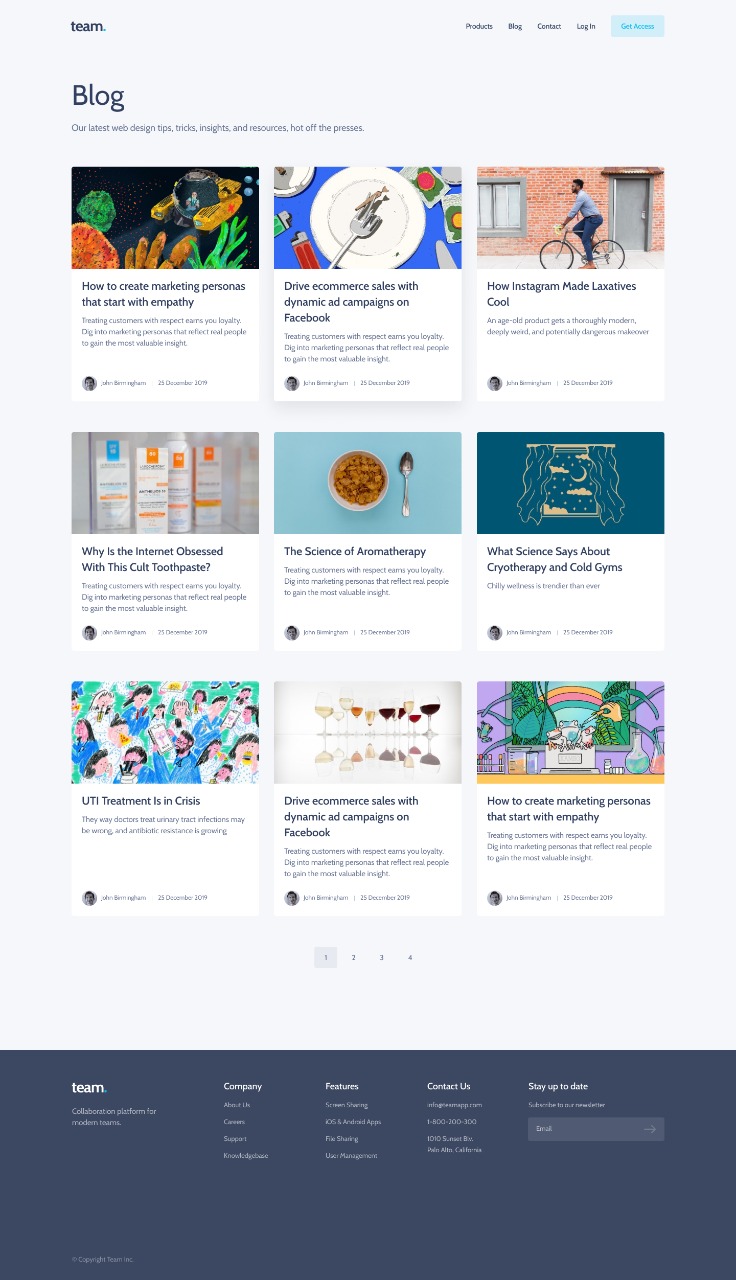 team.
Products Blog Contact Log In Get Access
Blog
Our latest web design tips, tricks, insights, and resources, hot off the presses.
How to create marketing personas
that start with empathy
Treating customers with respect earns you loyalty.
Dig into marketing personas that reflect real people
to gain the most valuable insight.
John Birmingham | 25 December 2019
Drive ecommerce sales with
dynamic ad campaigns on
Facebook
Treating customers with respect earns you loyalty.
Dig into marketing personas that reflect real people
to gain the most valuable insight.
John Birmingham | 25 December 2019
How Instagram Made Laxatives
Cool
An age-old product gets a thoroughly modern,
deeply weird, and potentially dangerous makeover
John Birmingham | 25 December 2019
ANTHELIOS
Why Is the Internet Obsessed
With This Cult Toothpaste?
Treating customers with respect earns you loyalty.
Dig into marketing personas that reflect real people
to gain the most valuable insight.
John Birmingham | 25 December 2019
The Science of Aromatherapy
Treating customers with respect earns you loyalty.
Dig into marketing personas that reflect real people
to gain the most valuable insight.
John Birmingham | 25 December 2019
What Science Says About
Cryotherapy and Cold Gyms
Chilly wellness is trendier than ever
John Birmingham | 25 December 2019
UTI Treatment Is in Crisis
They way doctors treat urinary tract infections may
be wrong, and antibiotic resistance is growing
John Birmingham | 25 December 2019
Drive ecommerce sales with
dynamic ad campaigns on
Facebook
Treating customers with respect earns you loyalty.
Dig into marketing personas that reflect real people
to gain the most valuable insight.
John Birmingham | 25 December 2019
How to create marketing personas
that start with empathy
Treating customers with respect earns you loyalty.
Dig into marketing personas that reflect real people
to gain the most valuable insight.
John Birmingham | 25 December 2019
1 2 3 4
team.
Collaboration platform for
modern teams.
Company
About Us
Careers
Support
Knowledgebase
Features
Screen Sharing
iOS & Android Apps
File Sharing
User Management
Contact Us
info@teamapp.com
1-800-200-300
1010 Sunset Blv.
Palo Alto, California
Stay up to date
Subscribe to our newsletter
Email
© Copyright Team Inc.